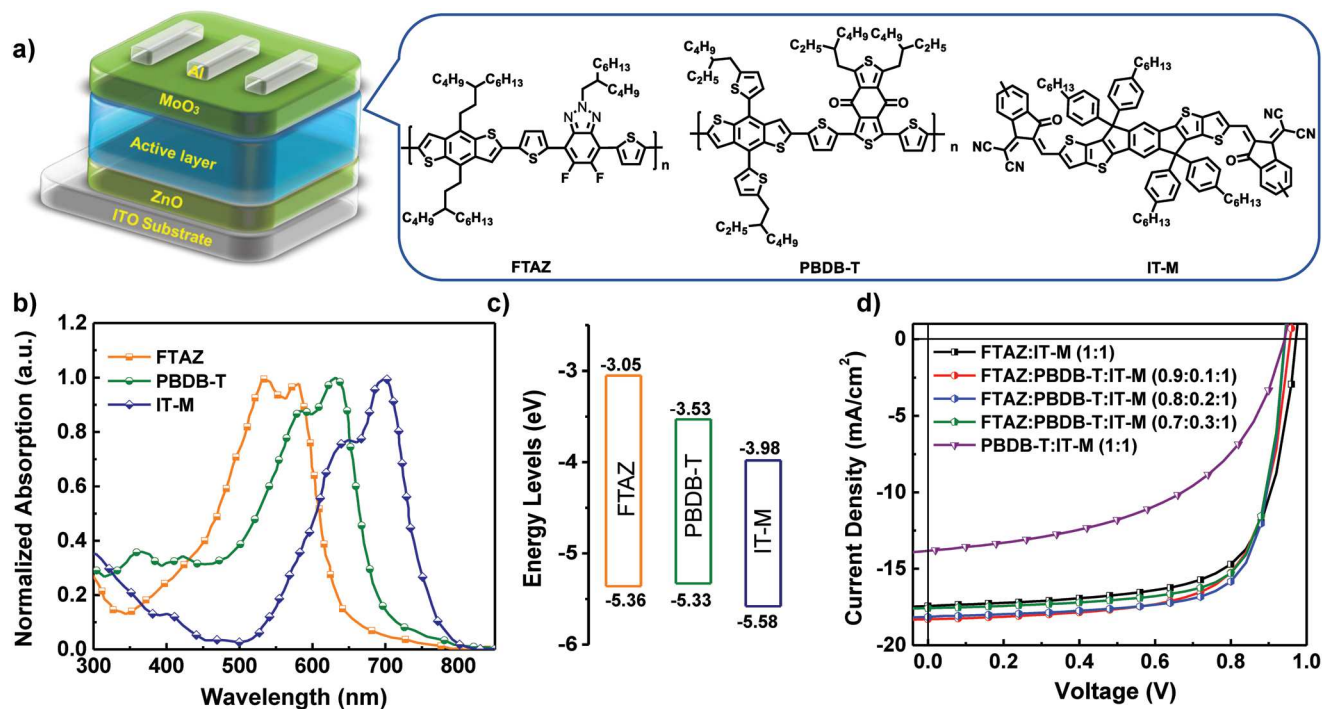 a)
Al
MoO3
Active layer
ZnO
ITO Substrate
C4H9
C6H13
C6H13
C4H9
N
N
N
S
S
S
S
F
F
n
C4H9
C6H13
C4H9
C6H13
FTAZ
C4H9
C2H5
C4H9
C2H5
C4H9
C2H5
S
S
O
O
S
S
S
S
S
S
n
S
C2H5
C4H9
PBDB-T
C6H13
C6H13
O
NC
CN
S
S
S
S
CN
CN
O
C6H13
C6H13
IT-M
b)
Normalized Absorption (a.u.)
1.2
1.0
0.8
0.6
0.4
0.2
0.0
FTAZ
PBDB-T
IT-M
300 400 500 600 700 800
Wavelength (nm)
c)
Energy Levels (eV)
-3
-4
-5
-6
-3.05
FTAZ
-5.36
-3.53
PBDB-T
-5.33
-3.98
IT-M
-5.58
d)
Current Density (mA/cm2)
0
-5
-10
-15
-20
FTAZ:IT-M (1:1)
FTAZ:PBDB-T:IT-M (0.9:0.1:1)
FTAZ:PBDB-T:IT-M (0.8:0.2:1)
FTAZ:PBDB-T:IT-M (0.7:0.3:1)
PBDB-T:IT-M (1:1)
0.0 0.2 0.4 0.6 0.8 1.0
Voltage (V)